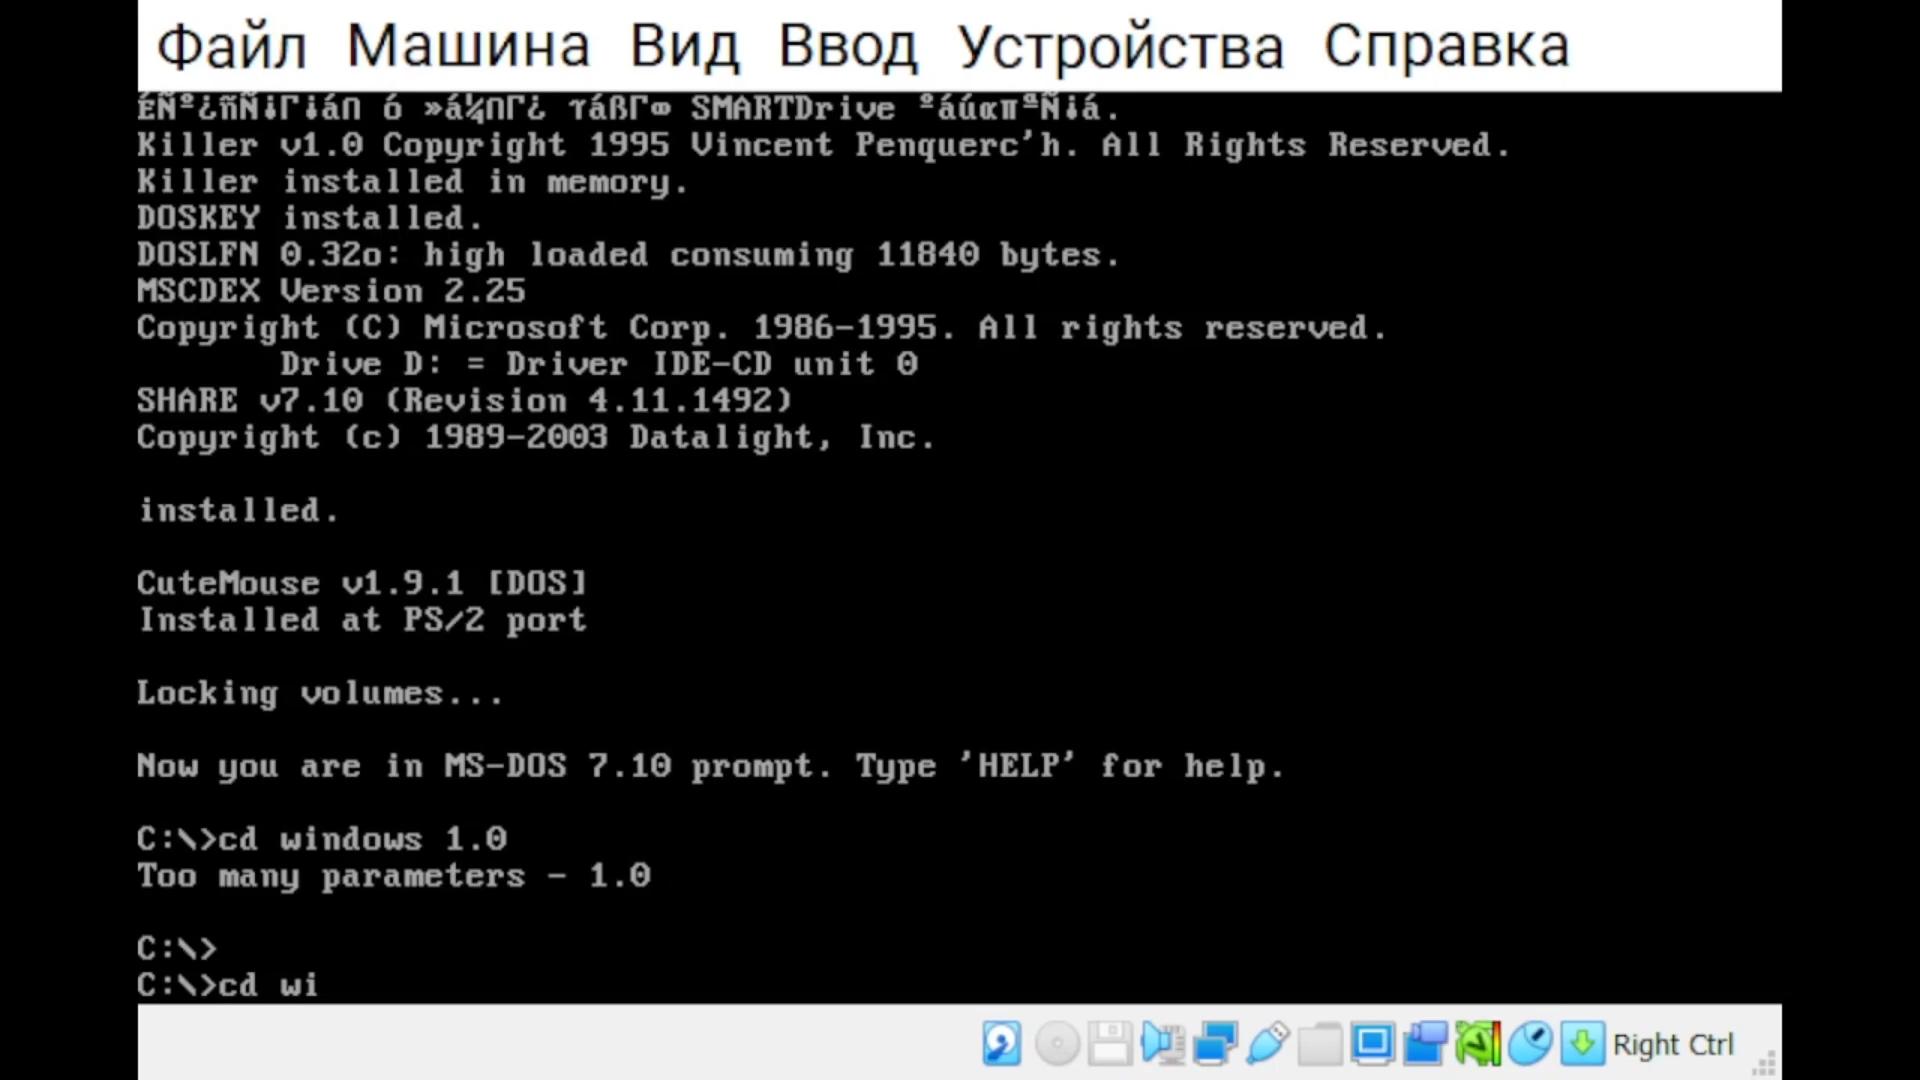 Файл Машина Вид Ввод Устройства Справка
SMARTDrive
Killer v1.0 Copyright 1995 Vincent Penquerc'h. All Rights Reserved.
Killer installed in memory.
DOSKEY installed.
DOSLFN 0.32o: high loaded consuming 11840 bytes.
MSCDEX Version 2.25
Copyright (C) Microsoft Corp. 1986-1995. All rights reserved.
Drive D: = Driver IDE-CD unit 0
SHARE v7.10 (Revision 4.11.1492)
Copyright (c) 1989-2003 Datalight, Inc.
installed.
CuteMouse v1.9.1 [DOS]
Installed at PS/2 port
Locking volumes...
Now you are in MS-DOS 7.10 prompt. Type 'HELP' for help.
C:\>cd windows 1.0
Too many parameters - 1.0
C:\>
C:\>cd wi
Right Ctrl